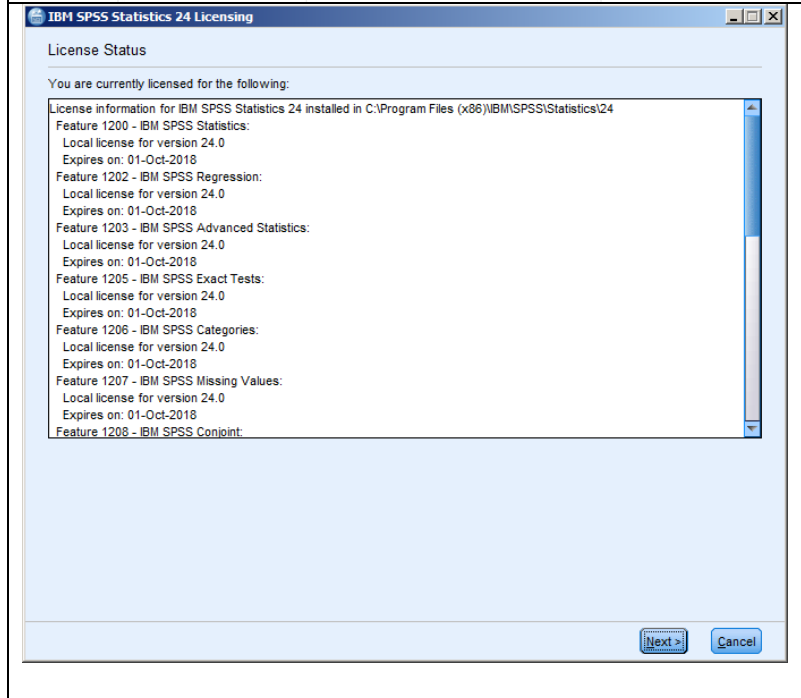 IBM SPSS Statistics 24 Licensing
License Status
You are currently licensed for the following:
License information for IBM SPSS Statistics 24 installed in C:\Program Files (x86)\IBM\SPSS\Statistics\24
Feature 1200 - IBM SPSS Statistics:
Local license for version 24.0
Expires on: 01-Oct-2018
Feature 1202 - IBM SPSS Regression:
Local license for version 24.0
Expires on: 01-Oct-2018
Feature 1203 - IBM SPSS Advanced Statistics:
Local license for version 24.0
Expires on: 01-Oct-2018
Feature 1205 - IBM SPSS Exact Tests:
Local license for version 24.0
Expires on: 01-Oct-2018
Feature 1206 - IBM SPSS Categories:
Local license for version 24.0
Expires on: 01-Oct-2018
Feature 1207 - IBM SPSS Missing Values:
Local license for version 24.0
Expires on: 01-Oct-2018
Feature 1208 - IBM SPSS Conjoint:
Next >
Cancel